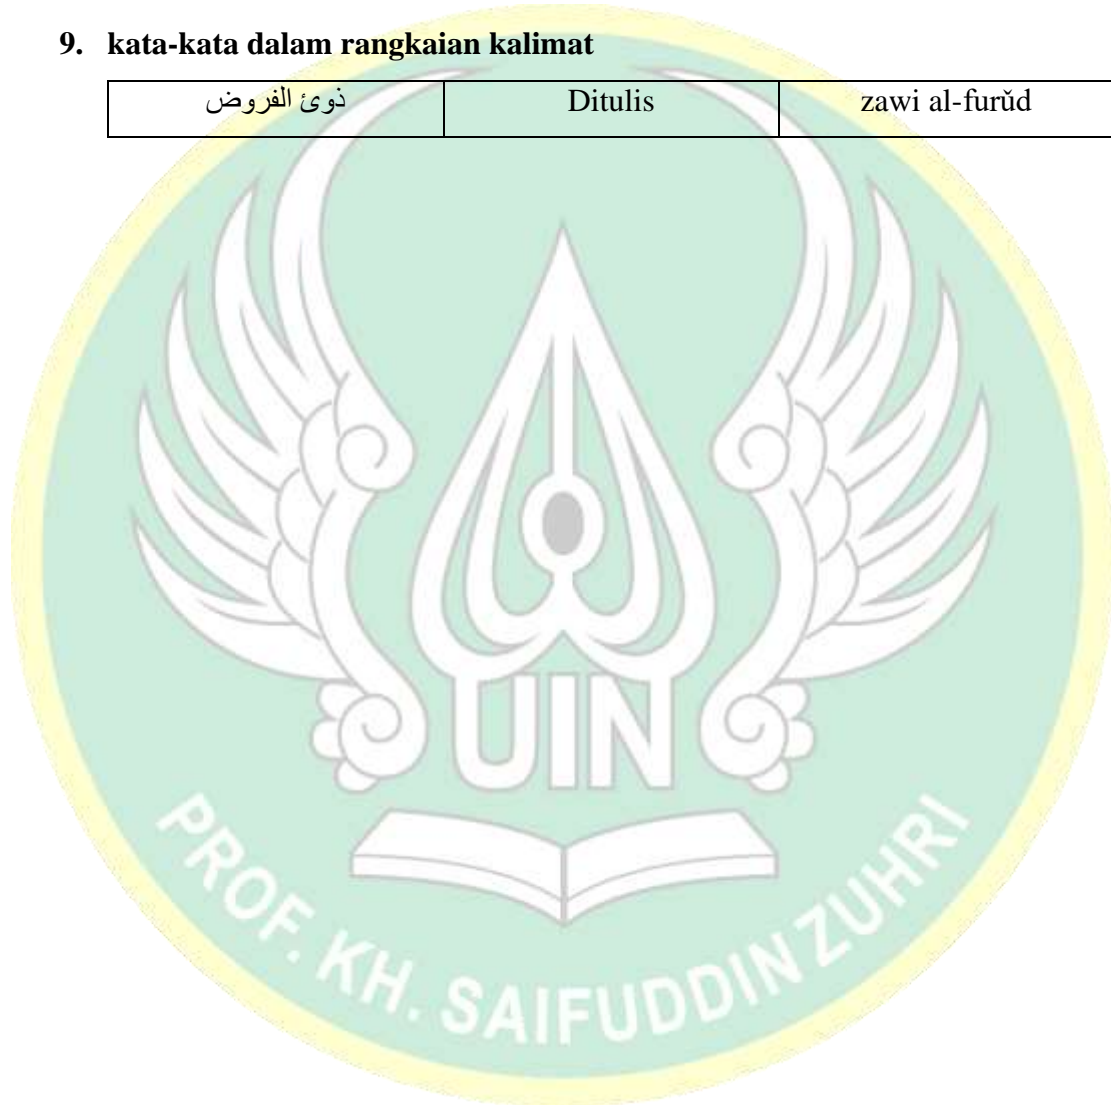 9. kata-kata dalam rangkaian kalimat
ذوئ الفروض Ditulis zawi al-furŭd
UIN
PROF. KH. SAIFUDDIN ZUHRI